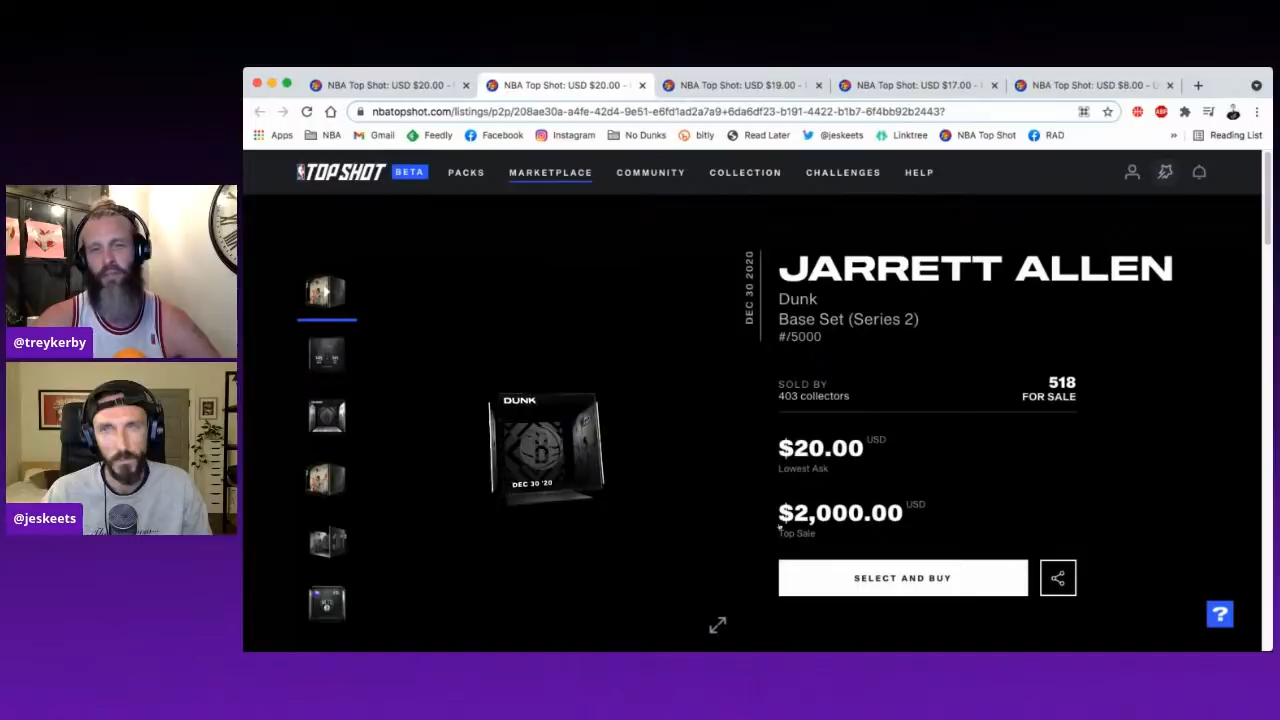 NBA Top Shot: USD $20.00 -
NBA Top Shot: USD $20.00 -
NBA Top Shot: USD $19.00 -
NBA Top Shot: USD $17.00 -
NBA Top Shot: USD $8.00 - U
nbatopshot.com/listings/p2p/208ae30a-a4fe-42d4-9e51-e6fd1ad2a7a9+6da6df23-b191-4422-b1b7-6f4bb92b2443?
Apps NBA Gmail Feedly Facebook Instagram No Dunks bitly Read Later @jeskeets Linktree NBA Top Shot RAD » Reading List
TOP SHOT BETA PACKS MARKETPLACE COMMUNITY COLLECTION CHALLENGES HELP
DEC 30 2020
JARRETT ALLEN
Dunk
Base Set (Series 2)
#/5000
SOLD BY
403 collectors
518
FOR SALE
$20.00 USD
Lowest Ask
$2,000.00 USD
Top Sale
SELECT AND BUY
DUNK
B
DEC 30 '20
?
@treykerby
@jeskeets